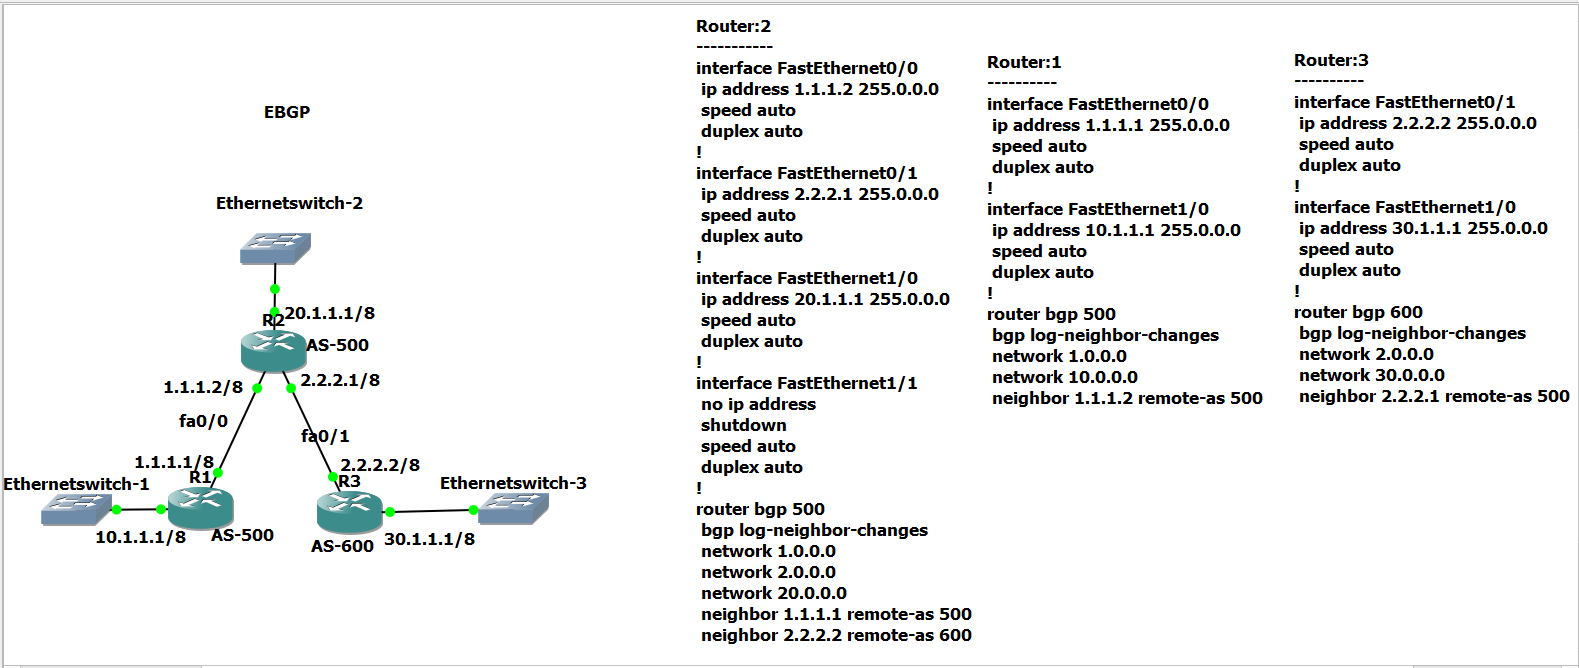 EBGP
Ethernetswitch-2
20.1.1.1/8
R2
AS-500
1.1.1.2/8
2.2.2.1/8
fa0/0
fa0/1
1.1.1.1/8
2.2.2.2/8
R1
R3
Ethernetswitch-1
Ethernetswitch-3
10.1.1.1/8
AS-500
AS-600
30.1.1.1/8
Router:2
-----------
interface FastEthernet0/0
ip address 1.1.1.2 255.0.0.0
speed auto
duplex auto
!
interface FastEthernet0/1
ip address 2.2.2.1 255.0.0.0
speed auto
duplex auto
!
interface FastEthernet1/0
ip address 20.1.1.1 255.0.0.0
speed auto
duplex auto
!
interface FastEthernet1/1
no ip address
shutdown
speed auto
duplex auto
!
router bgp 500
bgp log-neighbor-changes
network 1.0.0.0
network 2.0.0.0
network 20.0.0.0
neighbor 1.1.1.1 remote-as 500
neighbor 2.2.2.2 remote-as 600
Router:1
----------
interface FastEthernet0/0
ip address 1.1.1.1 255.0.0.0
speed auto
duplex auto
!
interface FastEthernet1/0
ip address 10.1.1.1 255.0.0.0
speed auto
duplex auto
!
router bgp 500
bgp log-neighbor-changes
network 1.0.0.0
network 10.0.0.0
neighbor 1.1.1.2 remote-as 500
Router:3
----------
interface FastEthernet0/1
ip address 2.2.2.2 255.0.0.0
speed auto
duplex auto
!
interface FastEthernet1/0
ip address 30.1.1.1 255.0.0.0
speed auto
duplex auto
!
router bgp 600
bgp log-neighbor-changes
network 2.0.0.0
network 30.0.0.0
neighbor 2.2.2.1 remote-as 500